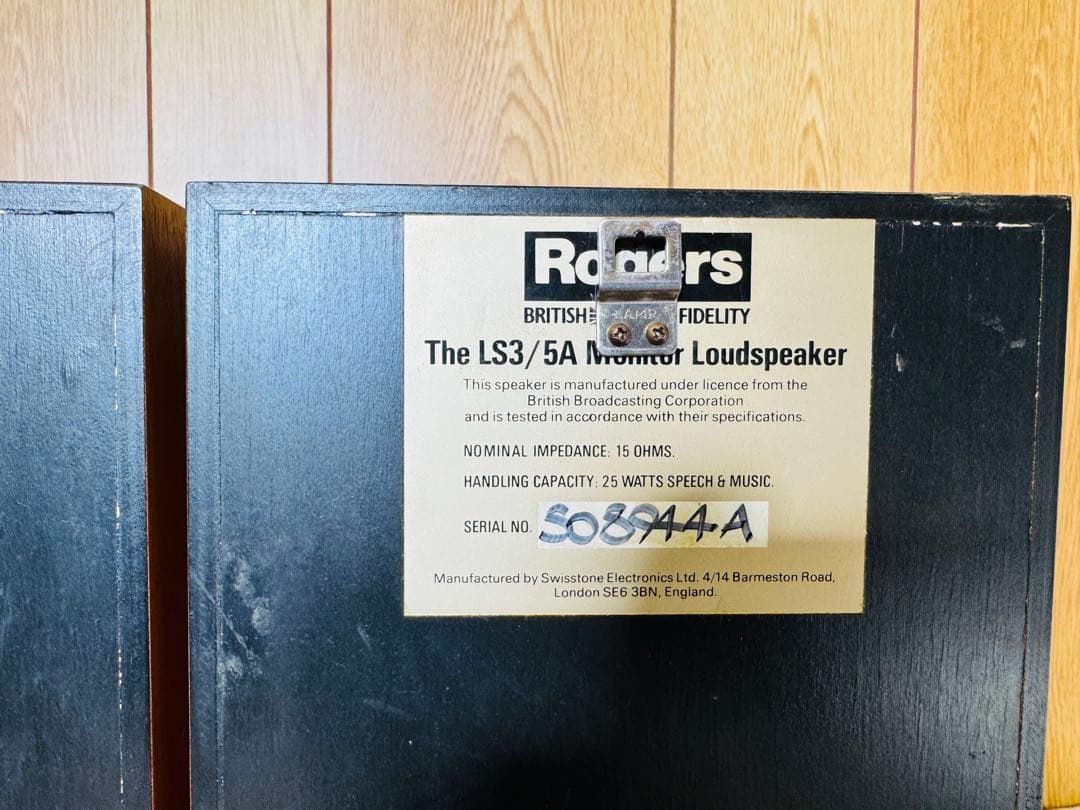 Rogers
BRITISH FIDELITY
LAMP
The LS3/5A Monitor Loudspeaker
This speaker is manufactured under licence from the
British Broadcasting Corporation
and is tested in accordance with their specifications.
NOMINAL IMPEDANCE: 15 OHMS.
HANDLING CAPACITY: 25 WATTS SPEECH & MUSIC.
SERIAL NO.
Manufactured by Swisstone Electronics Ltd. 4/14 Barmeston Road,
London SE6 3BN, England.